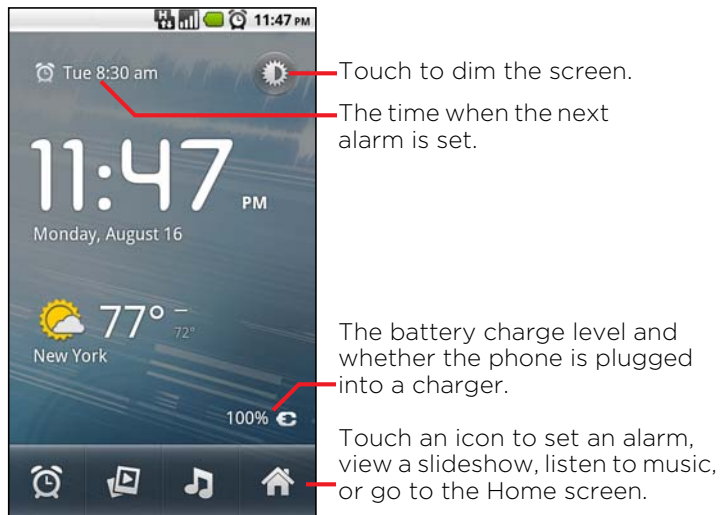 11:47 PM
Tue 8:30 am
Touch to dim the screen.
The time when the next
alarm is set.
11:47 PM
Monday, August 16
77° –
72°
New York
The battery charge level and
whether the phone is plugged
into a charger.
100%
Touch an icon to set an alarm,
view a slideshow, listen to music,
or go to the Home screen.